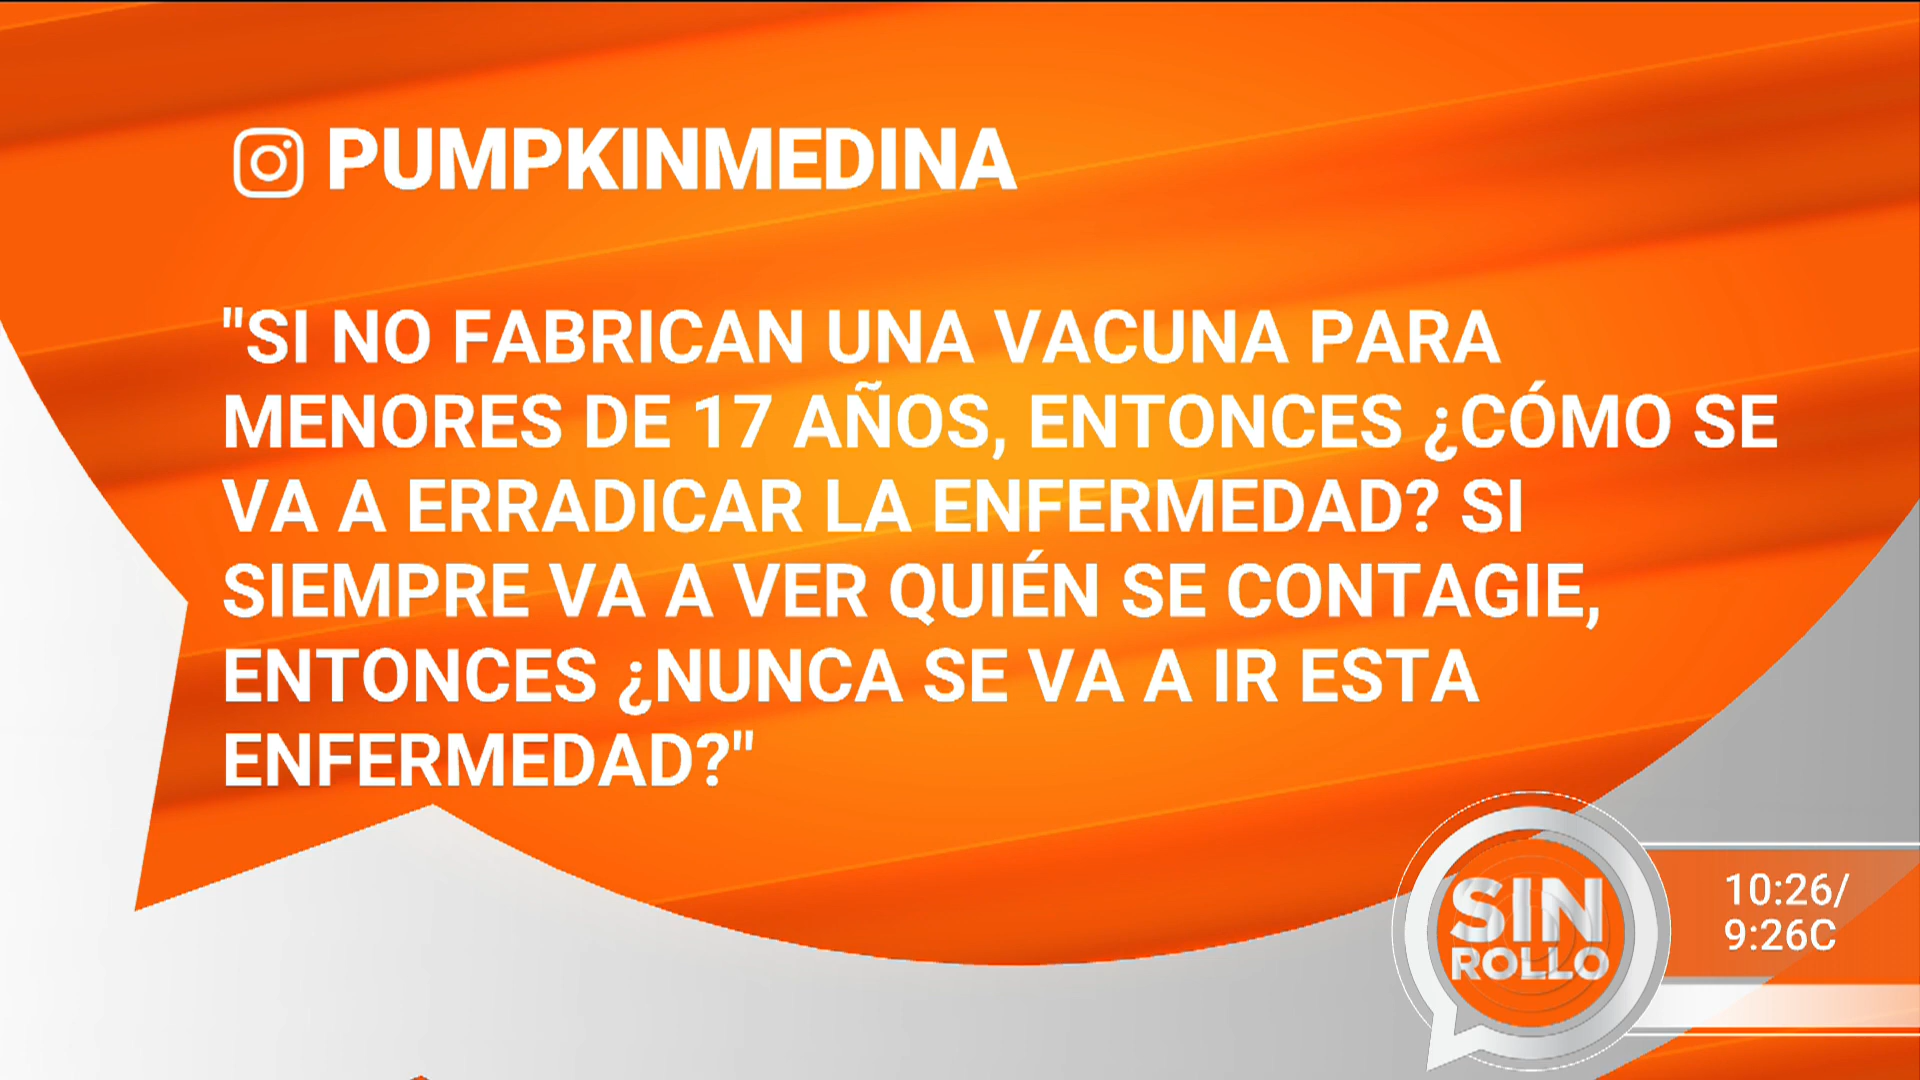 PUMPKINMEDINA
"SI NO FABRICAN UNA VACUNA PARA
MENORES DE 17 AÑOS, ENTONCES ¿CÓMO SE
VA A ERRADICAR LA ENFERMEDAD? SI
SIEMPRE VA A VER QUIÉN SE CONTAGIE,
ENTONCES ¿NUNCA SE VA A IR ESTA
ENFERMEDAD?"
SIN
ROLLO
10:26/
9:26C